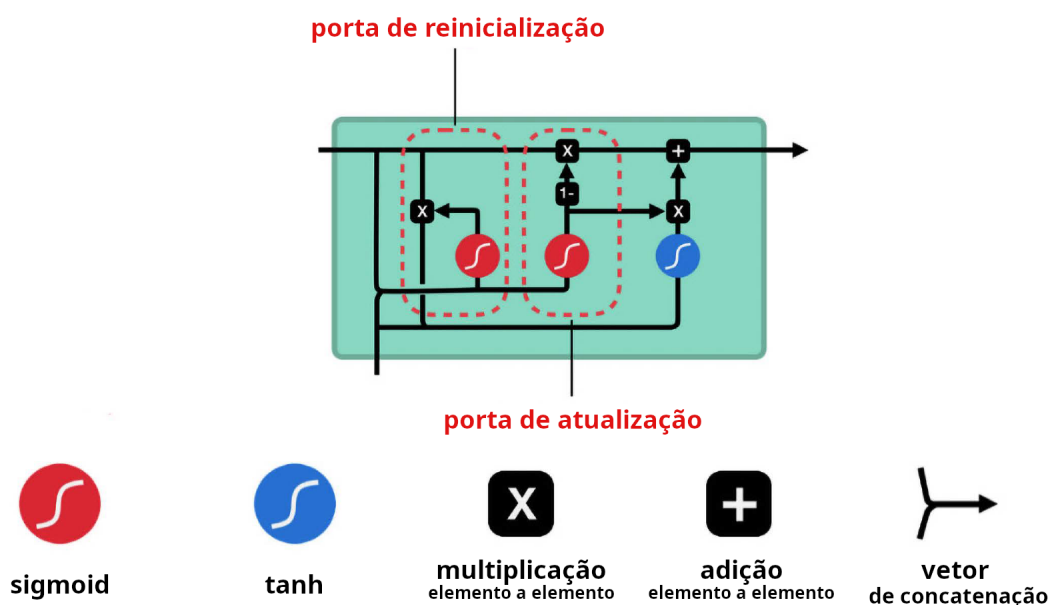 porta de reinicialização
x
+
1-
x
x
porta de atualização
X
+
sigmoid
tanh
multiplicação
elemento a elemento
adição
elemento a elemento
vetor
de concatenação